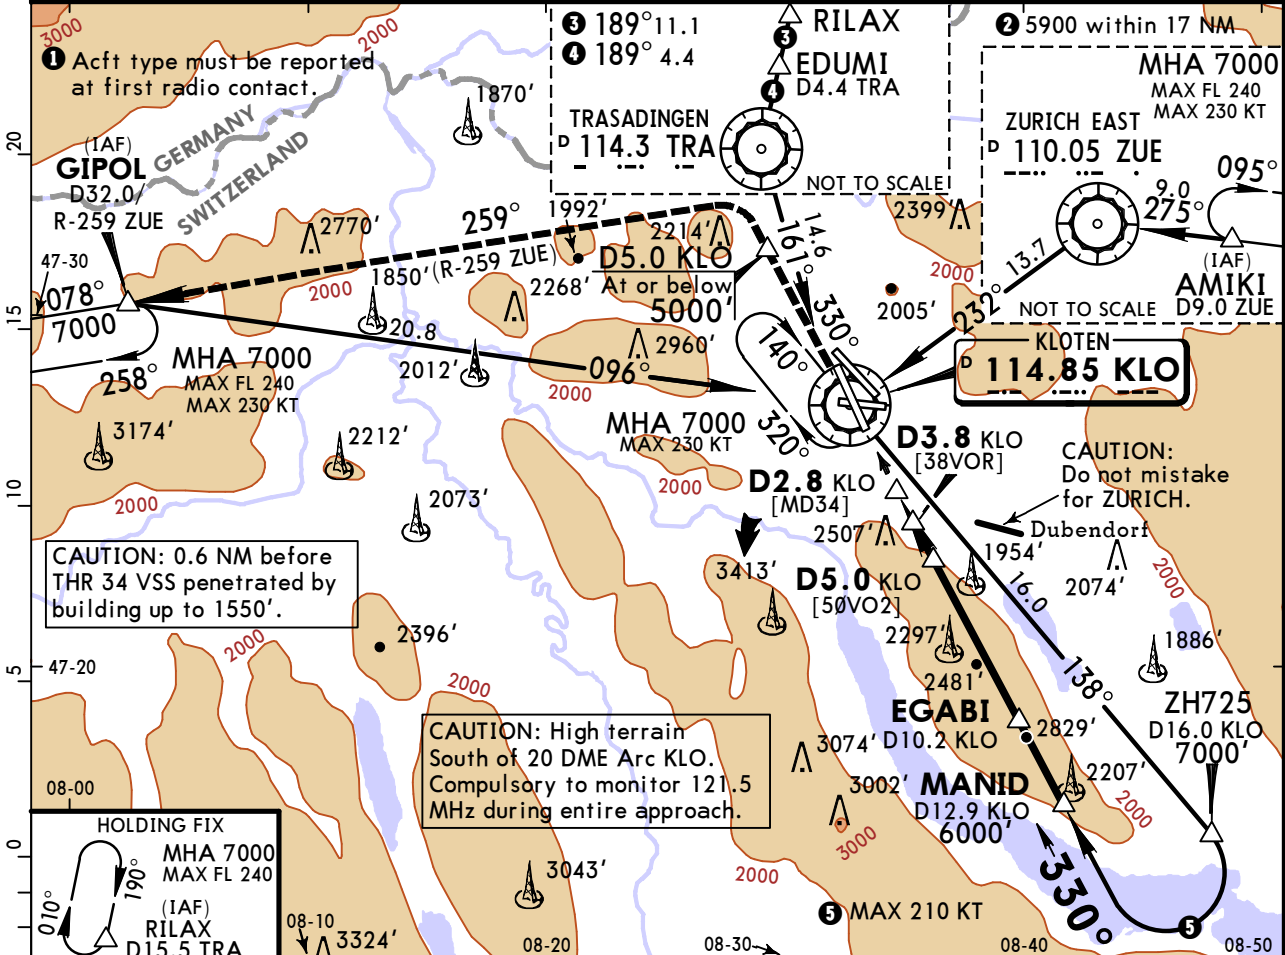 3000
❶ Acft type must be reported
at first radio contact.
2000
1870'
GERMANY
SWITZERLAND
❸ 189° 11.1
❹ 189° 4.4
❸
RILAX
EDUMI
D4.4 TRA
❹
TRASADINGEN
D 114.3 TRA
NOT TO SCALE
❷ 5900 within 17 NM
MHA 7000
MAX FL 240
MAX 230 KT
ZURICH EAST
D 110.05 ZUE
095°
9.0
275°
13.7
(IAF)
AMIKI
D9.0 ZUE
NOT TO SCALE
232°
20
(IAF)
GIPOL
D32.0/
R-259 ZUE
47-30
078°
7000
258°
MHA 7000
MAX FL 240
MAX 230 KT
2770'
2000
259°
(R-259 ZUE)
1850'
1992'
2214'
D5.0 KLO
At or below
5000'
2268'
14.6
161°
330°
2399'
2000
2005'
15
20.8
2012'
096°
2960'
2000
140°
320°
MHA 7000
MAX 230 KT
KLOTEN
D 114.85 KLO
3174'
2212'
2000
2073'
10
2000
D3.8 KLO
[38VOR]
D2.8 KLO
[MD34]
CAUTION:
Do not mistake
for ZURICH.
Dubendorf
2507'
1954'
2074'
2000
CAUTION: 0.6 NM before
THR 34 VSS penetrated by
building up to 1550'.
3413'
D5.0 KLO
[50VO2]
16.0
2297'
2481'
1886'
2396'
2000
5
47-20
2000
138°
EGABI
D10.2 KLO
2829'
ZH725
D16.0 KLO
7000'
CAUTION: High terrain
South of 20 DME Arc KLO.
Compulsory to monitor 121.5
MHz during entire approach.
3074'
3002'
3000
MANID
D12.9 KLO
6000'
2207'
2000
08-00
HOLDING FIX
MHA 7000
MAX FL 240
010°
190°
(IAF)
RILAX
D15.5 TRA
0
3043'
2000
330°
❺ MAX 210 KT
❺
08-10
3324'
08-20
08-30
08-40
08-50